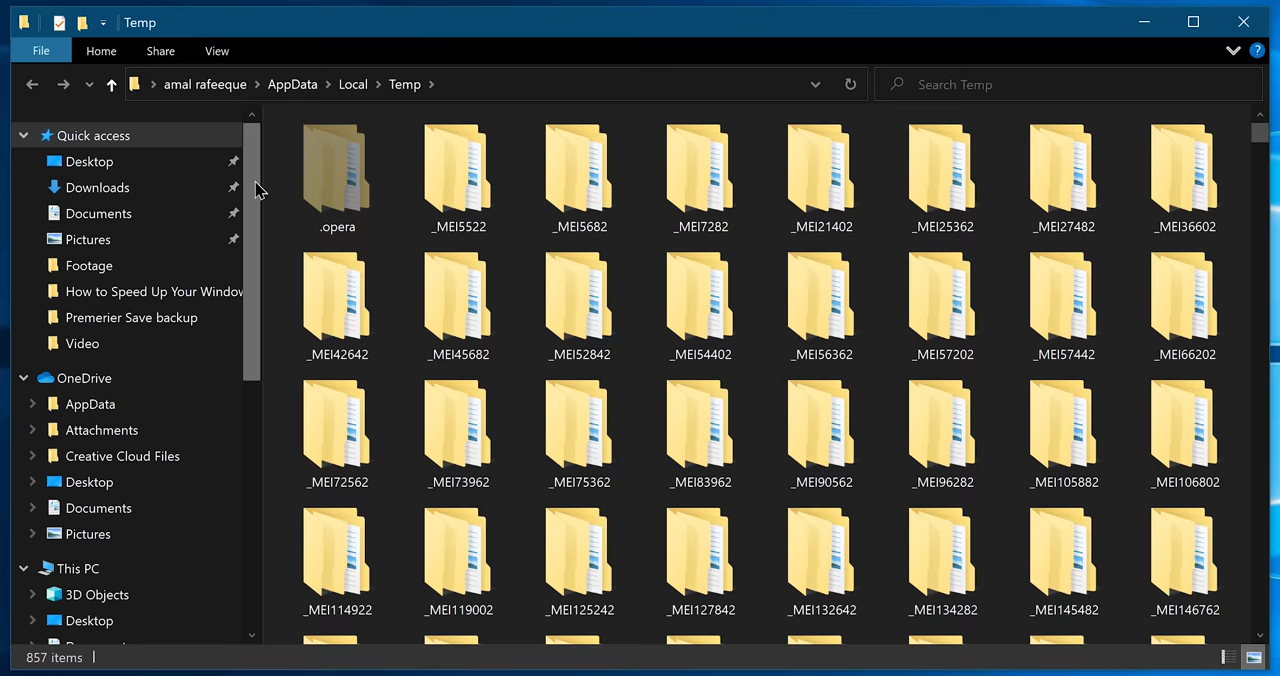 Temp
File Home Share View
amal rafeeque AppData Local Temp
Search Temp
Quick access
Desktop
Downloads
Documents
Pictures
Footage
How to Speed Up Your Window
Premerier Save backup
Video
OneDrive
AppData
Attachments
Creative Cloud Files
Desktop
Documents
Pictures
This PC
3D Objects
Desktop
.opera _MEI5522 _MEI5682 _MEI7282 _MEI21402 _MEI25362 _MEI27482 _MEI36602
_MEI42642 _MEI45682 _MEI52842 _MEI54402 _MEI56362 _MEI57202 _MEI57442 _MEI66202
_MEI72562 _MEI73962 _MEI75362 _MEI83962 _MEI90562 _MEI96282 _MEI105882 _MEI106802
_MEI114922 _MEI119002 _MEI125242 _MEI127842 _MEI132642 _MEI134282 _MEI145482 _MEI146762
857 items